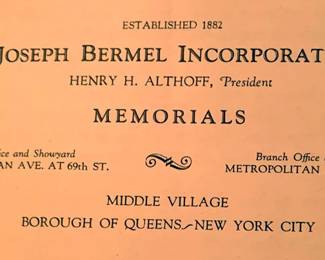 ESTABLISHED 1882
JOSEPH BERMEL INCORPORAT
HENRY H. ALTHOFF, President
MEMORIALS
ice and Showyard Branch Office
AN AVE. AT 69TH ST. METROPOLITAN
MIDDLE VILLAGE
BOROUGH OF QUEENS~NEW YORK CITY